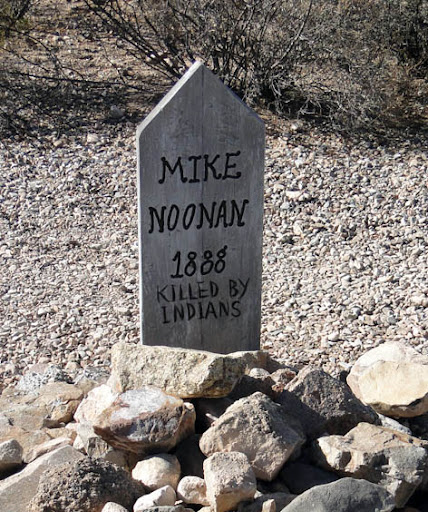 MIKE
NOONAN
1888
KILLED BY
INDIANS